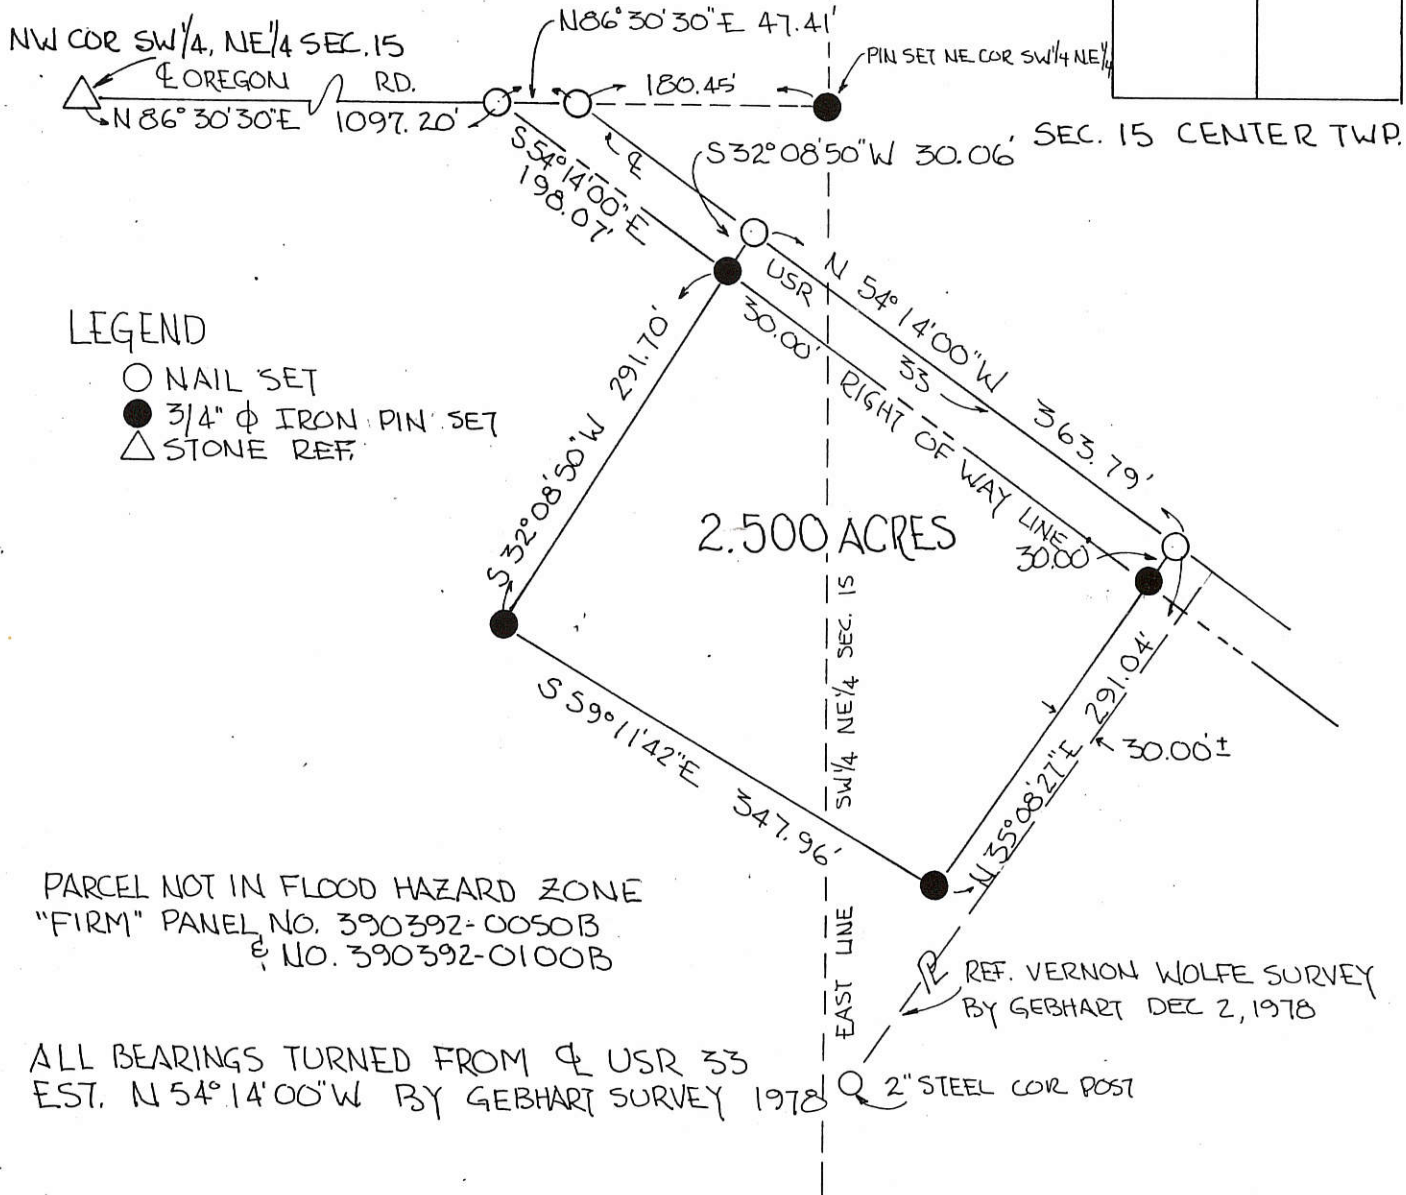 N86°30'30"E 47.41'
NW COR SW1/4, NE1/4 SEC. 15
PIN SET NE COR SW1/4 NE1/4
℄ OREGON RD.
180.45'
N 86°30'30"E 1097.20'
SEC. 15 CENTER TWP.
S32°08'50"W 30.06'
℄
S 54°14'00" E
198.07'
USR 33
N 54°14'00"W 363.79'
30.00' RIGHT OF WAY LINE
LEGEND
NAIL SET
3/4" ϕ IRON PIN SET
STONE REF.
S 32°08'50"W 291.70'
2.500 ACRES
30.00'
S 59°11'42"E 347.96'
N 35°08'27"E 291.04'
30.00'±
EAST LINE SW1/4 NE1/4 SEC. 15
PARCEL NOT IN FLOOD HAZARD ZONE
"FIRM" PANEL NO. 390392-0050B
& NO. 390392-0100B
PL REF. VERNON WOLFE SURVEY
BY GEBHART DEC 2, 1978
ALL BEARINGS TURNED FROM ℄ USR 33
EST. N 54°14'00"W BY GEBHART SURVEY 1978
2" STEEL COR POST